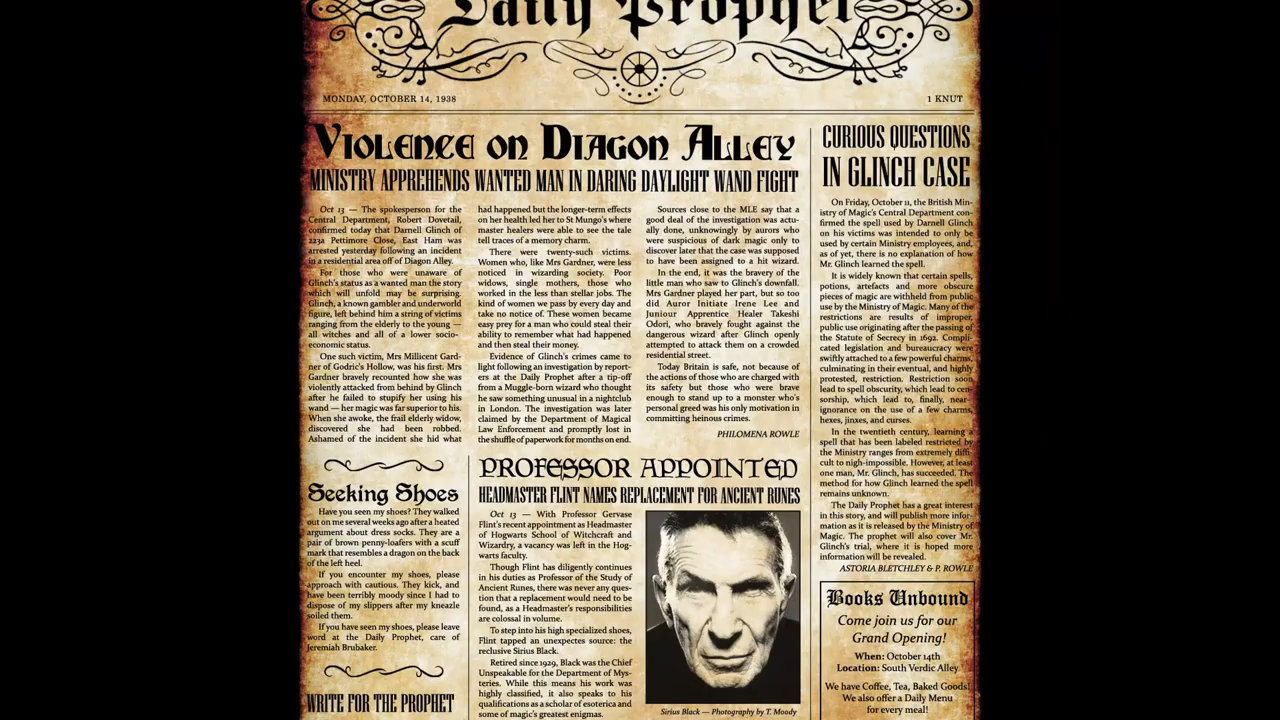 Daily Prophet
MONDAY, OCTOBER 14, 1938
1 KNUT
VIOLENCE ON DIAGON ALLEY
MINISTRY APPREHENDS WANTED MAN IN DARING DAYLIGHT WAND FIGHT
Oct 13 — The spokesperson for the
Central Department, Robert Dovetail,
confirmed today that Darnell Glinch of
223a Pettimore Close, East Ham was
arrested yesterday following an incident
in a residential area off of Diagon Alley.
For those who were unaware of
Glinch's status as a wanted man the story
which will unfold may be surprising.
Glinch, a known gambler and underworld
figure, left behind him a string of victims
ranging from the elderly to the young —
all witches and all of a lower socio-
economic status.
One such victim, Mrs Millicent Gard-
ner of Godric's Hollow, was his first. Mrs
Gardner bravely recounted how she was
violently attacked from behind by Glinch
after he failed to stupify her using his
wand — her magic was far superior to his.
When she awoke, the frail elderly widow,
discovered she had been robbed.
Ashamed of the incident she hid what
had happened but the longer-term effects
on her health led her to St Mungo's where
master healers were able to see the tale
tell traces of a memory charm.
There were twenty-such victims.
Women who, like Mrs Gardner, were less
noticed in wizarding society. Poor
widows, single mothers, those who
worked in the less than stellar jobs. The
kind of women we pass by every day and
take no notice of. These women became
easy prey for a man who could steal their
ability to remember what had happened
and then steal their money.
Evidence of Glinch's crimes came to
light following an investigation by report-
ers at the Daily Prophet after a tip-off
from a Muggle-born wizard who thought
he saw something unusual in a nightclub
in London. The investigation was later
claimed by the Department of Magical
Law Enforcement and promptly lost in
the shuffle of paperwork for months on end.
Sources close to the MLE say that a
good deal of the investigation was actu-
ally done, unknowingly by aurors who
were suspicious of dark magic only to
discover later that the case was supposed
to have been assigned to a hit wizard.
In the end, it was the bravery of the
little man who saw to Glinch's downfall.
Mrs Gardner played her part, but so too
did Auror Initiate Irene Lee and
Juniour Apprentice Healer Takeshi
Odori, who bravely fought against the
dangerous wizard after Glinch openly
attempted to attack them on a crowded
residential street.
Today Britain is safe, not because of
the actions of those who are charged with
its safety but those who were brave
enough to stand up to a monster who's
personal greed was his only motivation in
committing heinous crimes.
PHILOMENA ROWLE
CURIOUS QUESTIONS
IN GLINCH CASE
On Friday, October 11, the British Min-
istry of Magic's Central Department con-
firmed the spell used by Darnell Glinch
on his victims was intended to only be
used by certain Ministry employees, and,
as of yet, there is no explanation of how
Mr. Glinch learned the spell.
It is widely known that certain spells,
potions, artefacts and more obscure
pieces of magic are withheld from public
use by the Ministry of Magic. Many of the
restrictions are results of improper,
public use originating after the passing of
the Statute of Secrecy in 1692. Compli-
cated legislation and bureaucracy were
swiftly attached to a few powerful charms,
culminating in their eventual, and highly
protested, restriction. Restriction soon
lead to spell obscurity, which lead to cen-
sorship, which lead to, finally, near-
ignorance on the use of a few charms,
hexes, jinxes, and curses.
In the twentieth century, learning a
spell that has been labeled restricted by
the Ministry ranges from extremely diffi-
cult to nigh-impossible. However, at least
one man, Mr. Glinch, has succeeded. The
method for how Glinch learned the spell
remains unknown.
The Daily Prophet has a great interest
in this story, and will publish more infor-
mation as it is released by the Ministry of
Magic. The prophet will also cover Mr.
Glinch's trial, where it is hoped more
information will be revealed.
ASTORIA BLETCHLEY & P. ROWLE
Seeking Shoes
Have you seen my shoes? They walked
out on me several weeks ago after a heated
argument about dress socks. They are a
pair of brown penny-loafers with a scuff
mark that resembles a dragon on the back
of the left heel.
If you encounter my shoes, please
approach with cautious. They kick, and
have been terribly moody since I had to
dispose of my slippers after my kneazle
soiled them.
If you have seen my shoes, please leave
word at the Daily Prophet, care of
Jeremiah Brubaker.
WRITE FOR THE PROPHET
PROFESSOR APPOINTED
HEADMASTER FLINT NAMES REPLACEMENT FOR ANCIENT RUNES
Oct 13 — With Professor Gervase
Flint's recent appointment as Headmaster
of Hogwarts School of Witchcraft and
Wizardry, a vacancy was left in the Hog-
warts faculty.
Though Flint has diligently continues
in his duties as Professor of the Study of
Ancient Runes, there was never any ques-
tion that a replacement would need to be
found, as a Headmaster's responsibilities
are colossal in volume.
To step into his high specialized shoes,
Flint tapped an unexpectes source: the
reclusive Sirius Black.
Retired since 1929, Black was the Chief
Unspeakable for the Department of Mys-
teries. While this means his work was
highly classified, it also speaks to his
qualifications as a scholar of esoterica and
some of magic's greatest enigmas.
Sirius Black — Photography by T. Moody
Books Unbound
Come join us for our
Grand Opening!
When: October 14th
Location: South Verdic Alley
We have Coffee, Tea, Baked Goods!
We also offer a Daily Menu
for every meal!